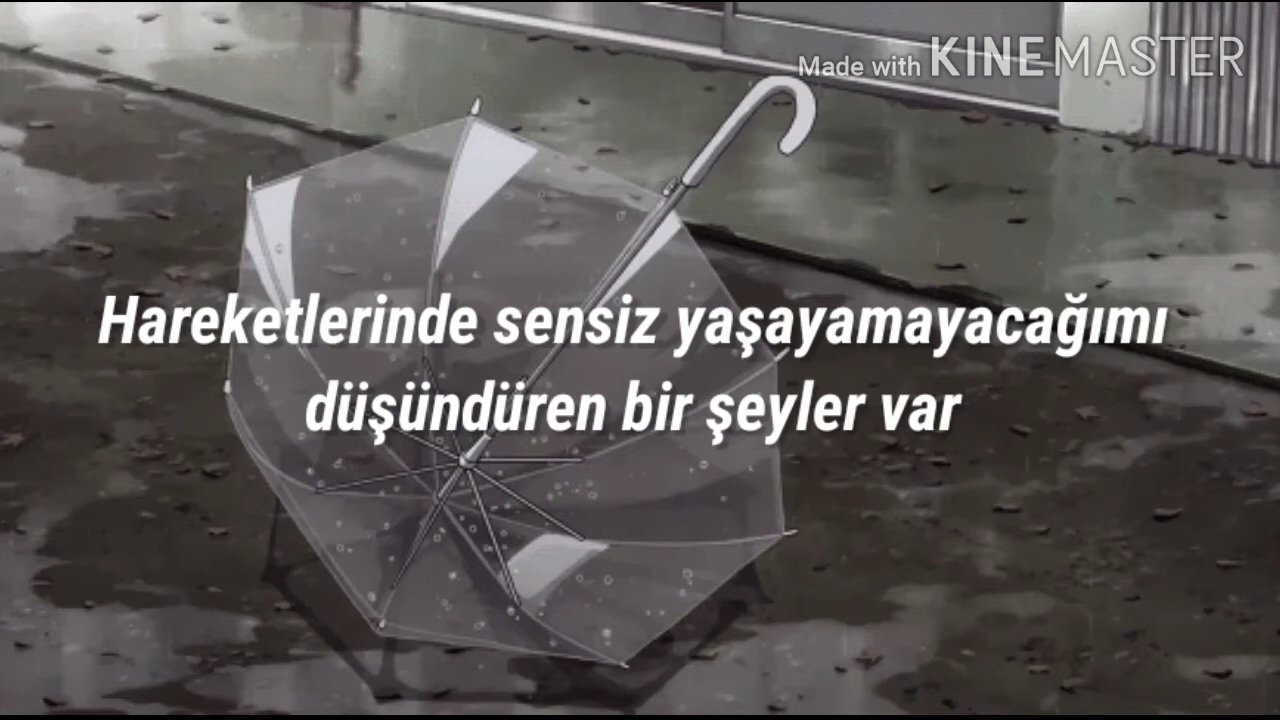 Made with KINEMASTER
Hareketlerinde sensiz yaşayamayacağımı
düşündüren bir şeyler var